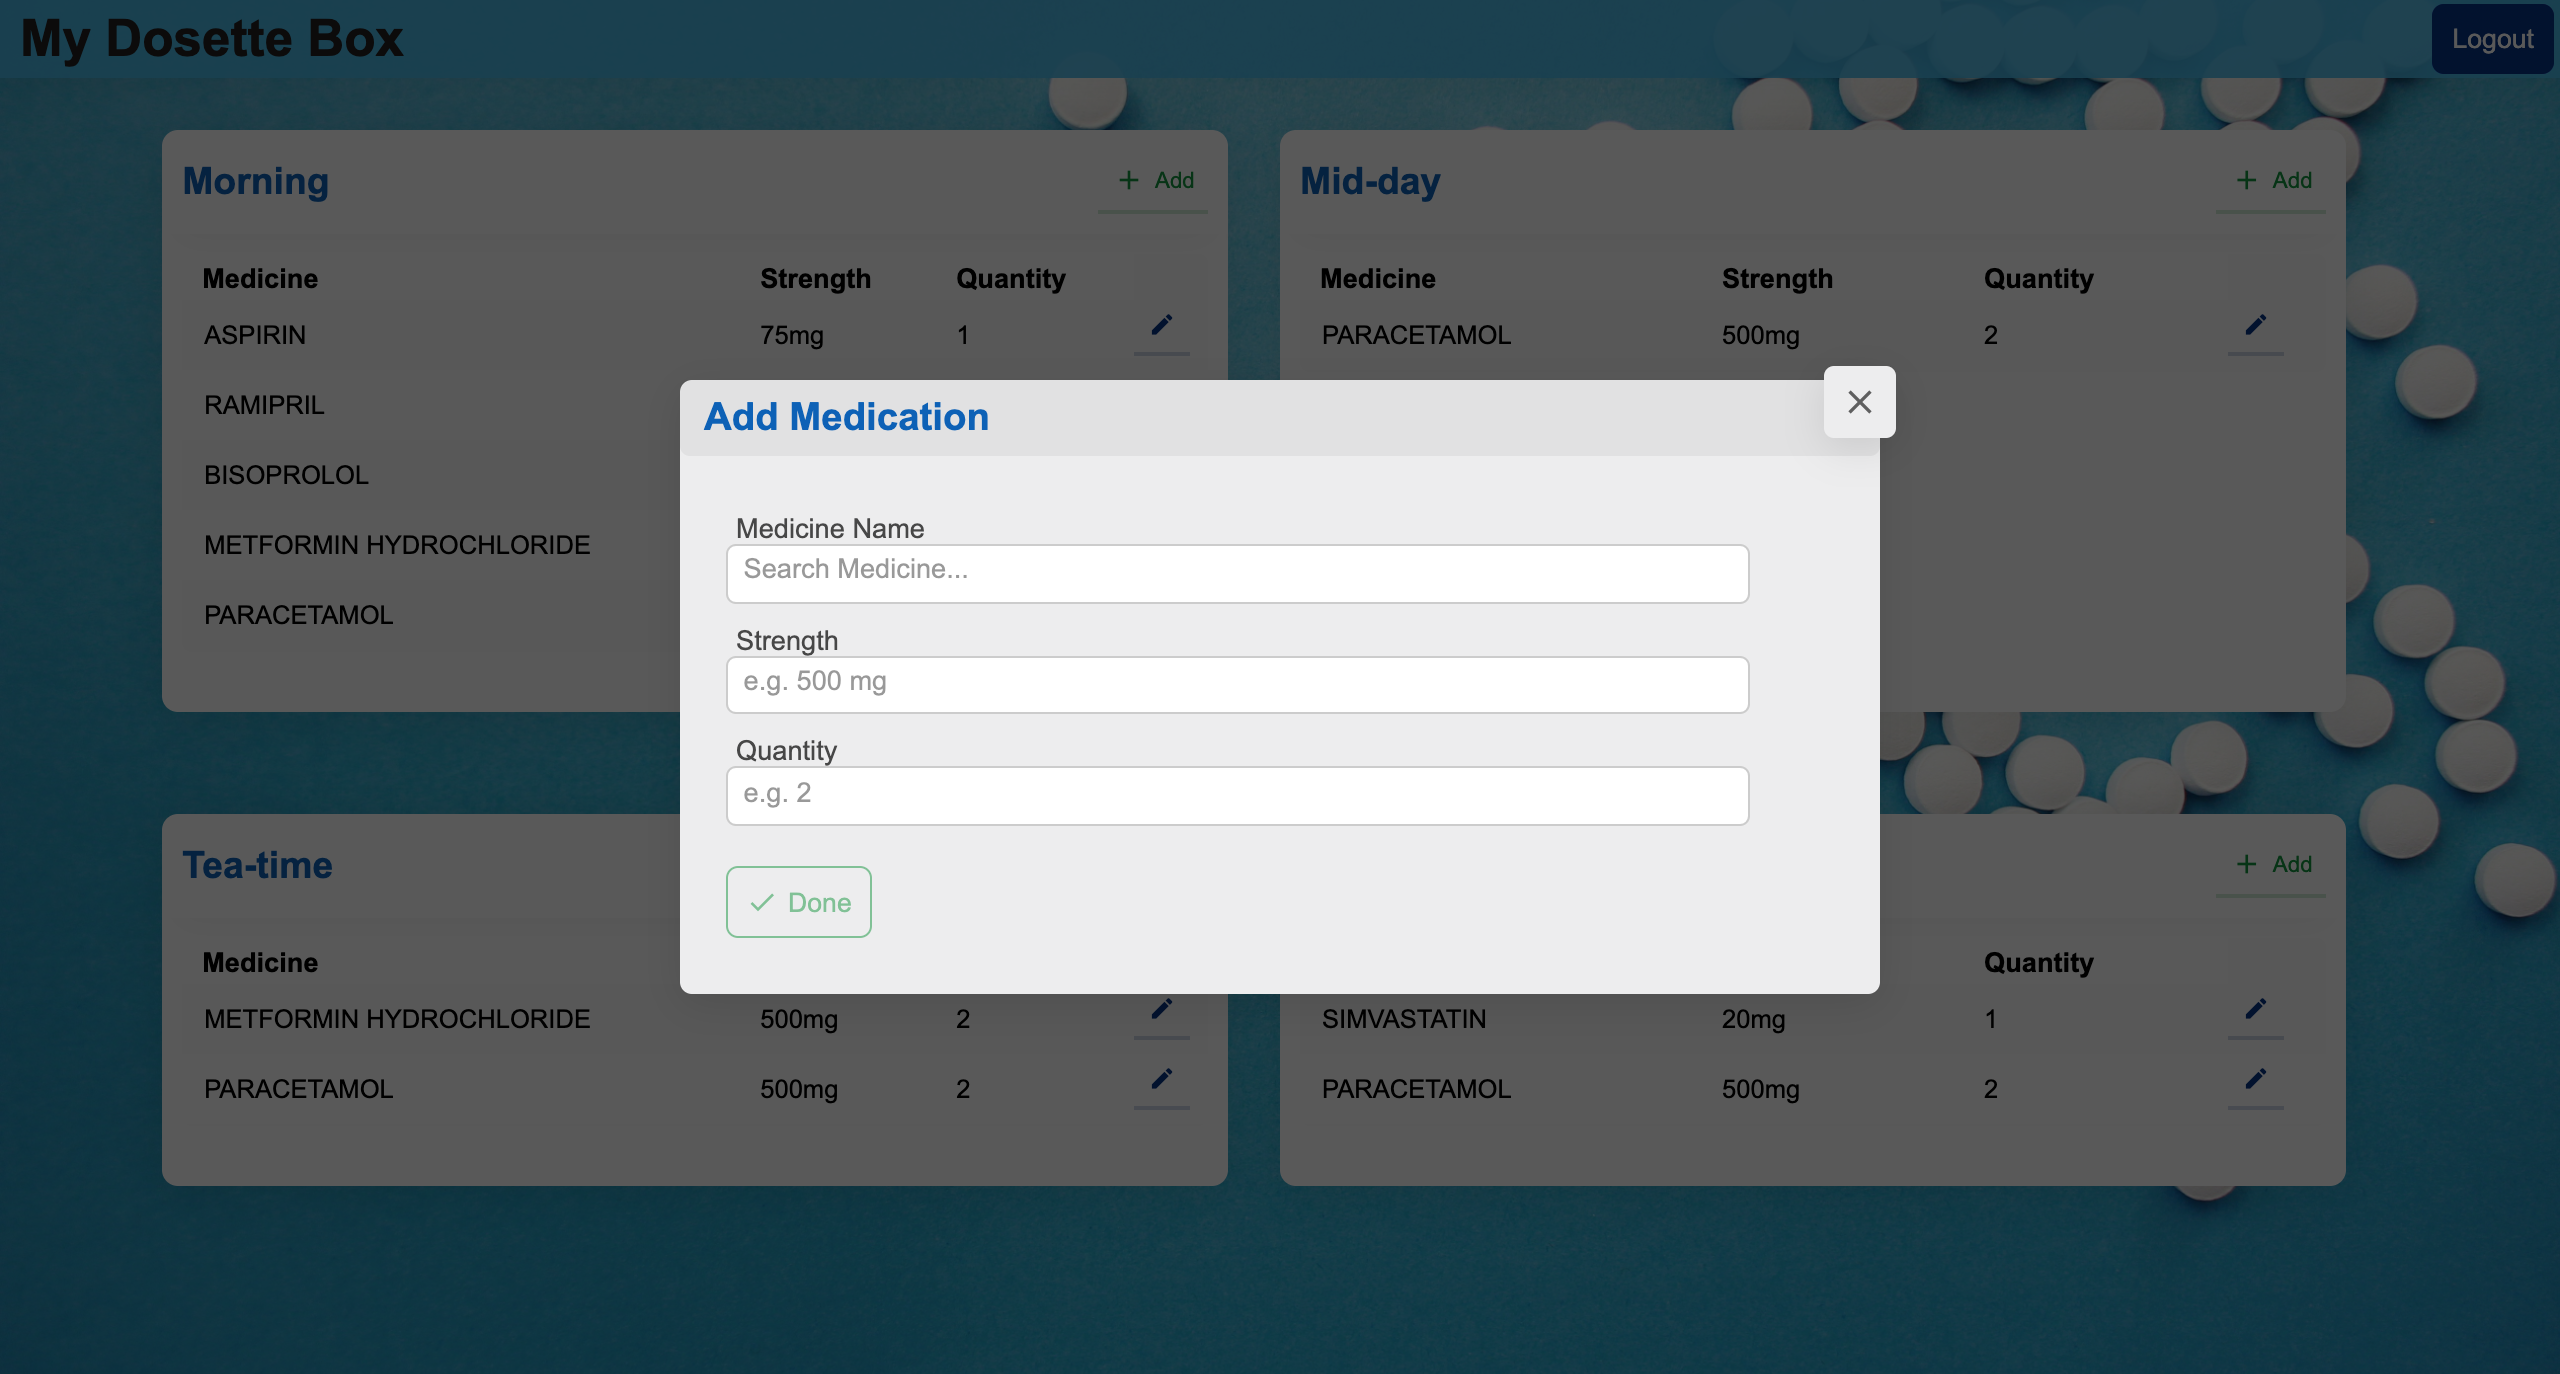 My Dosette Box
Logout
Morning
+ Add
Medicine Strength Quantity
ASPIRIN 75mg 1
RAMIPRIL
BISOPROLOL
METFORMIN HYDROCHLORIDE
PARACETAMOL
Mid-day
+ Add
Medicine Strength Quantity
PARACETAMOL 500mg 2
Add Medication
Medicine Name
Search Medicine...
Strength
e.g. 500 mg
Quantity
e.g. 2
Done
Tea-time
Medicine
METFORMIN HYDROCHLORIDE 500mg 2
PARACETAMOL 500mg 2
+ Add
Quantity
SIMVASTATIN 20mg 1
PARACETAMOL 500mg 2